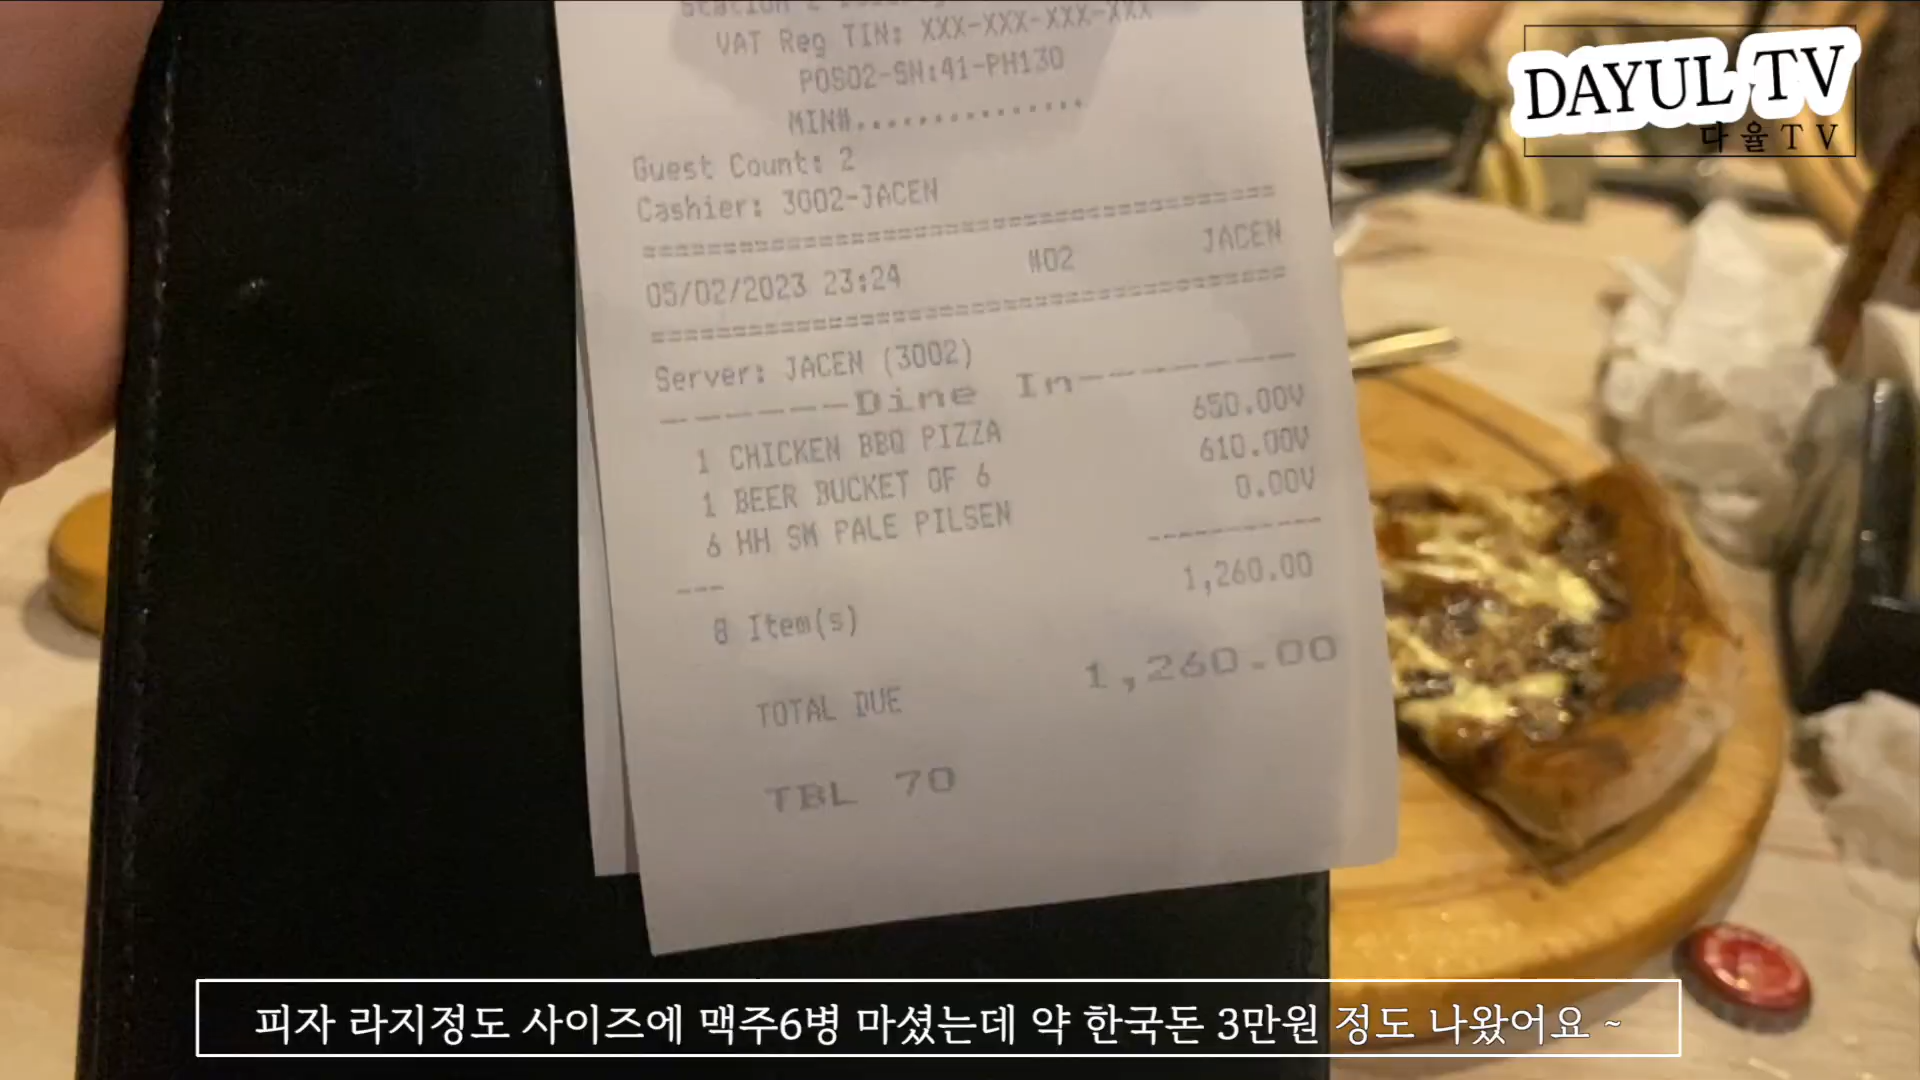 DAYUL TV
다율TV
Station 2
VAT Reg TIN: XXX-XXX-XXX-XXX
POS02-SN:41-PH130
MIN#...............
Guest Count: 2
Cashier: 3002-JACEN
========================================
05/02/2023 23:24 #02 JACEN
========================================
Server: JACEN (3002)
------Dine In--------
1 CHICKEN BBQ PIZZA 650.00V
1 BEER BUCKET OF 6 610.00V
6 HH SM PALE PILSEN 0.00V
--- -----------
8 Item(s) 1,260.00
TOTAL DUE 1,260.00
TBL 70
피자 라지정도 사이즈에 맥주6병 마셨는데 약 한국돈 3만원 정도 나왔어요 ~